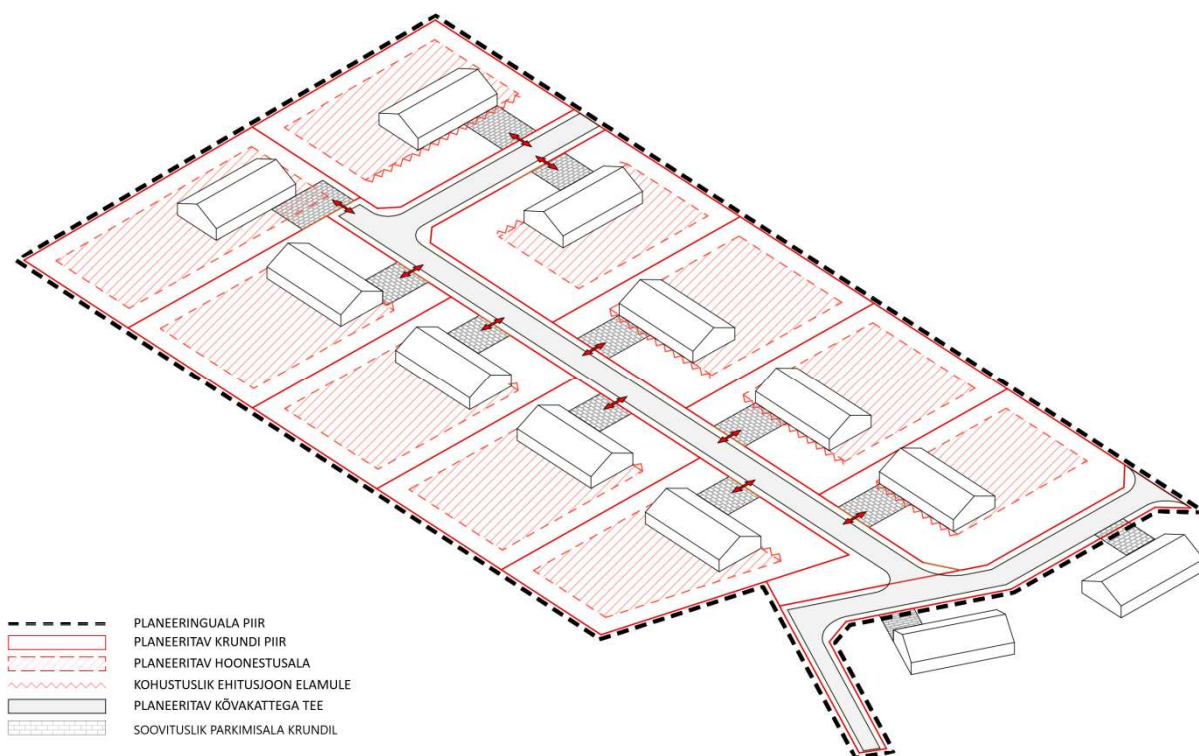 PLANEERINGUALA PIIR
PLANEERITAV KRUNDI PIIR
PLANEERITAV HOONESTUSALA
KOHUSTUSLIK EHITUSJOON ELAMULE
PLANEERITAV KÕVAKATTEGA TEE
SOOVITUSLIK PARKIMISALA KRUNDIL